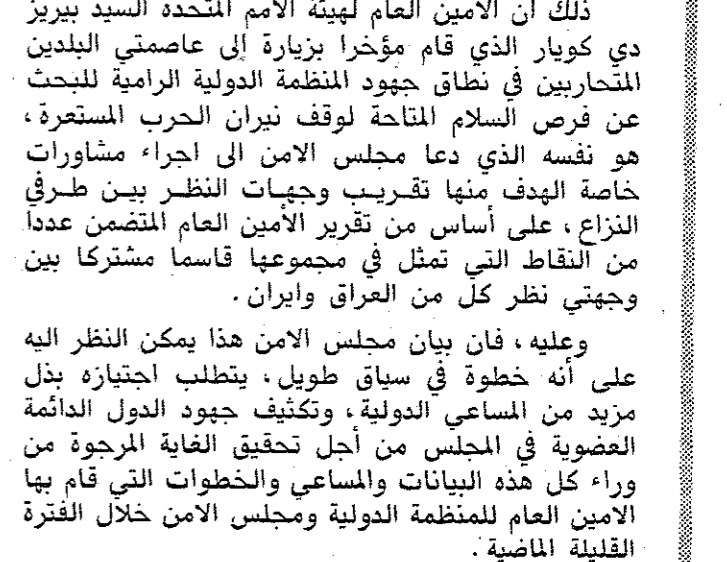 ذلك أن الأمين العام لهيئة الأمم المتحدة السيد بيريز
دي كويار الذي قام مؤخرا بزيارة إلى عاصمتي البلدين
المتحاربين في نطاق جهود المنظمة الدولية الرامية للبحث
عن فرص السلام المتاحة لوقف نيران الحرب المستعرة،
هو نفسه الذي دعا مجلس الامن الى اجراء مشاورات
خاصة الهدف منها تقريب وجهات النظر بين طرفي
النزاع، على أساس من تقرير الأمين العام المتضمن عدداً
من النقاط التي تمثل في مجموعها قاسما مشتركا بين
وجهتي نظر كل من العراق وايران.
وعليه، فان بيان مجلس الامن هذا يمكن النظر اليه
على أنه خطوة في سياق طويل، يتطلب اجتيازه بذل
مزيد من المساعي الدولية، وتكثيف جهود الدول الدائمة
العضوية في المجلس من أجل تحقيق الغاية المرجوة من
وراء كل هذه البيانات والمساعي والخطوات التي قام بها
الامين العام للمنظمة الدولية ومجلس الامن خلال الفترة
القليلة الماضية.